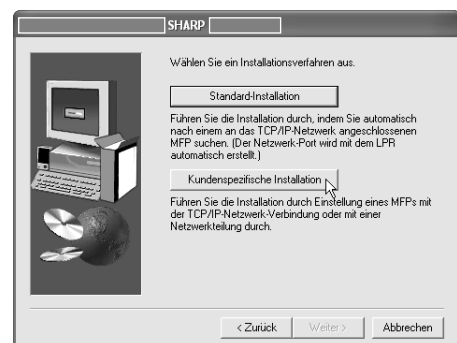 SHARP
Wählen Sie ein Installationsverfahren aus.
Standard-Installation
Führen Sie die Installation durch, indem Sie automatisch
nach einem an das TCP/IP-Netzwerk angeschlossenen
MFP suchen. (Der Netzwerk-Port wird mit dem LPR
automatisch erstellt.)
Kundenspezifische Installation
Führen Sie die Installation durch Einstellung eines MFPs mit
der TCP/IP-Netzwerk-Verbindung oder mit einer
Netzwerkteilung durch.
< Zurück
Weiter >
Abbrechen